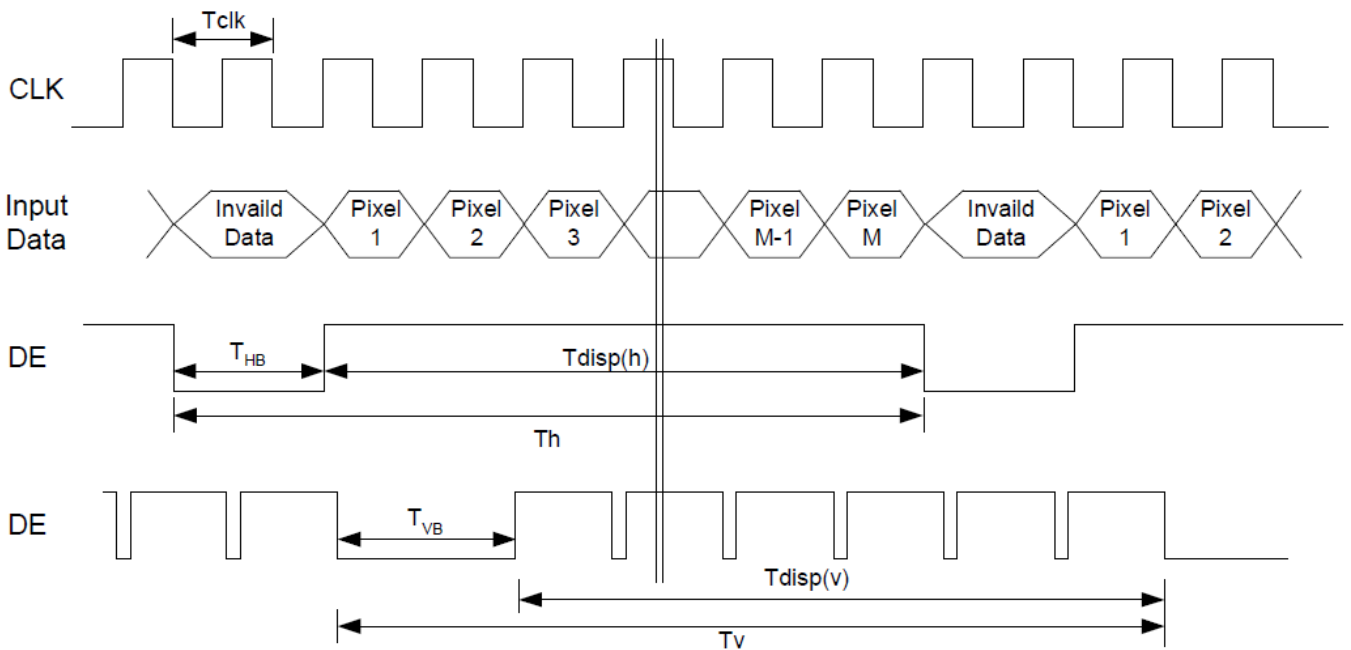 Tclk
CLK
Input
Data
Invaild
Data
Pixel
1
Pixel
2
Pixel
3
Pixel
M-1
Pixel
M
Invaild
Data
Pixel
1
Pixel
2
DE
THB
Tdisp(h)
Th
DE
TVB
Tdisp(v)
Tv